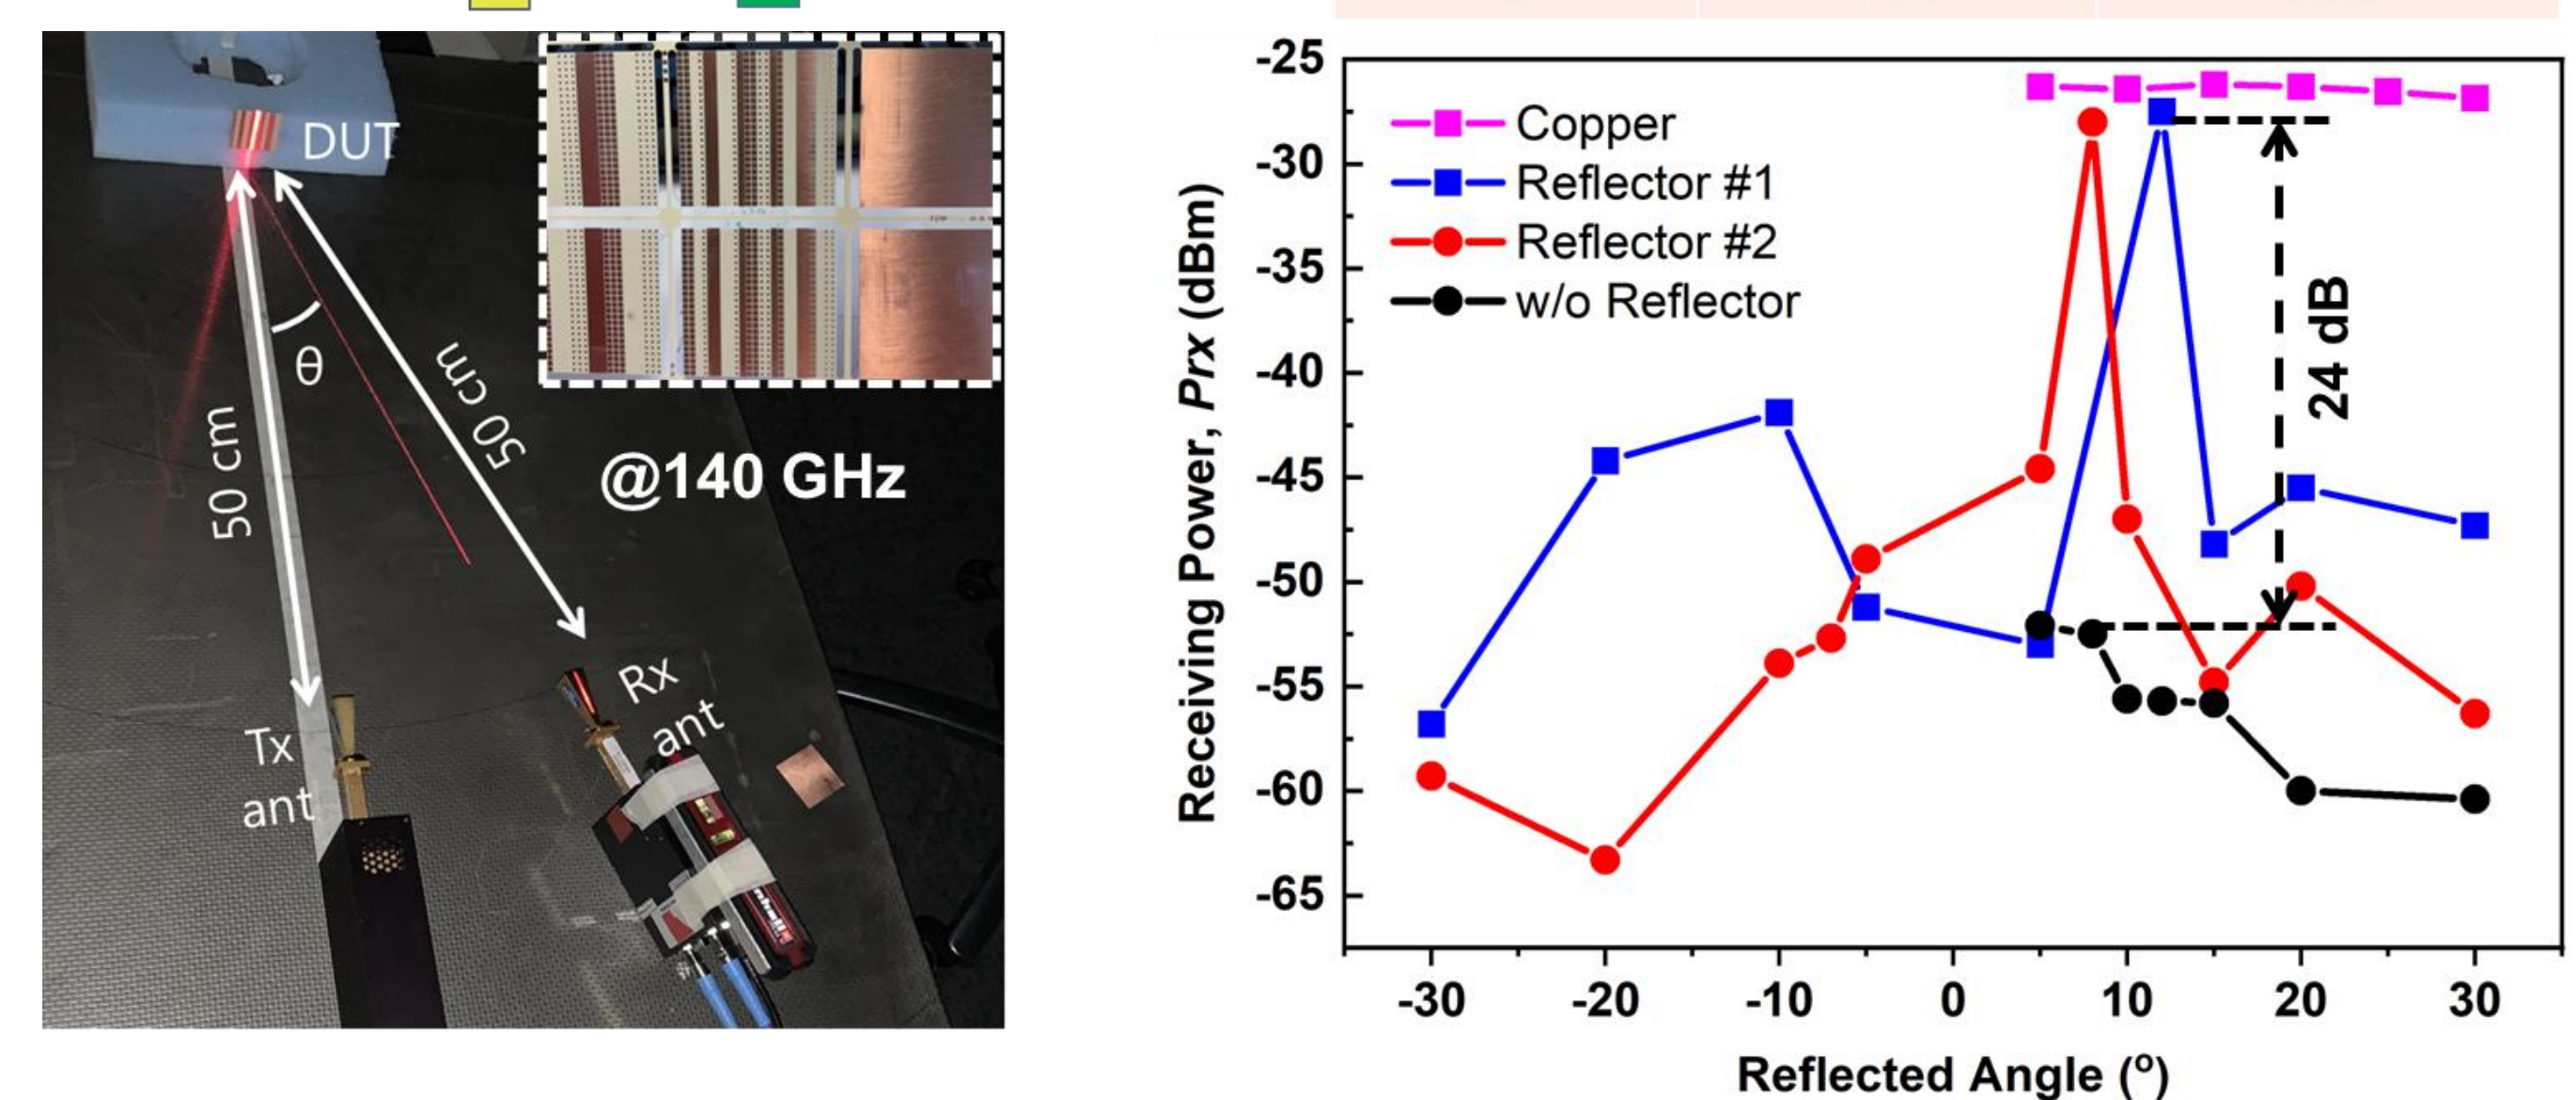 DUT
θ
50 cm
50 cm
@140 GHz
Tx
ant
Rx
ant
-25
-30
-35
-40
-45
-50
-55
-60
-65
Receiving Power, Prx (dBm)
Copper
Reflector #1
Reflector #2
w/o Reflector
24 dB
-30 -20 -10 0 10 20 30
Reflected Angle (º)